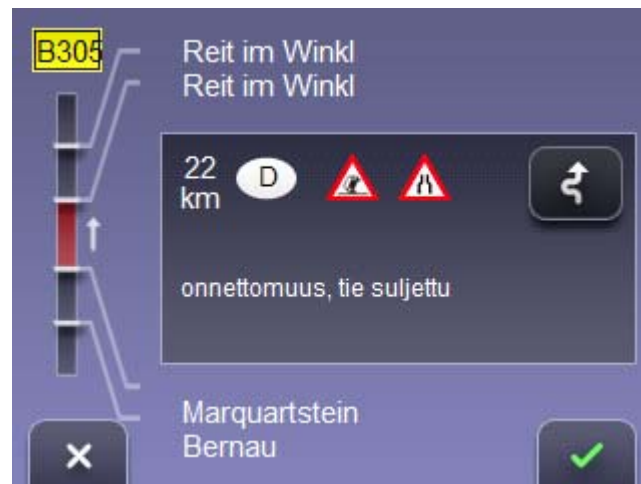 B305
Reit im Winkl
Reit im Winkl
22
km
D
onnettomuus, tie suljettu
Marquartstein
Bernau